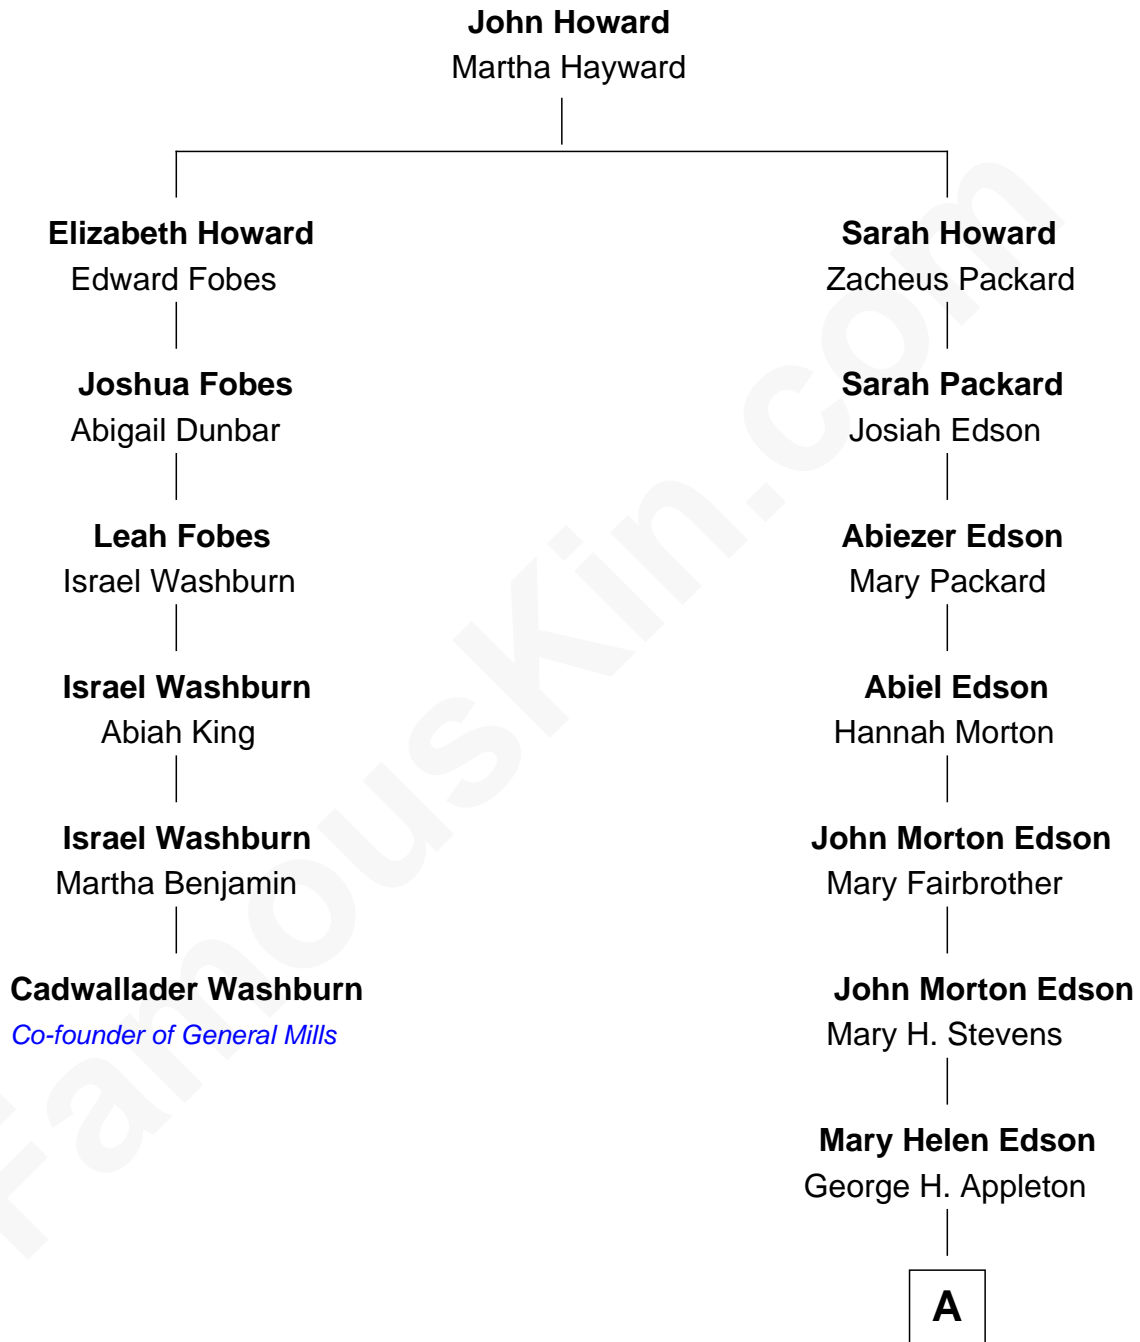 John Howard
Martha Hayward
Elizabeth Howard
Edward Fobes
Joshua Fobes
Abigail Dunbar
Leah Fobes
Israel Washburn
Israel Washburn
Abiah King
Israel Washburn
Martha Benjamin
Cadwallader Washburn
Co-founder of General Mills
Sarah Howard
Zacheus Packard
Sarah Packard
Josiah Edson
Abiezer Edson
Mary Packard
Abiel Edson
Hannah Morton
John Morton Edson
Mary Fairbrother
John Morton Edson
Mary H. Stevens
Mary Helen Edson
George H. Appleton
A
FamousKin.com